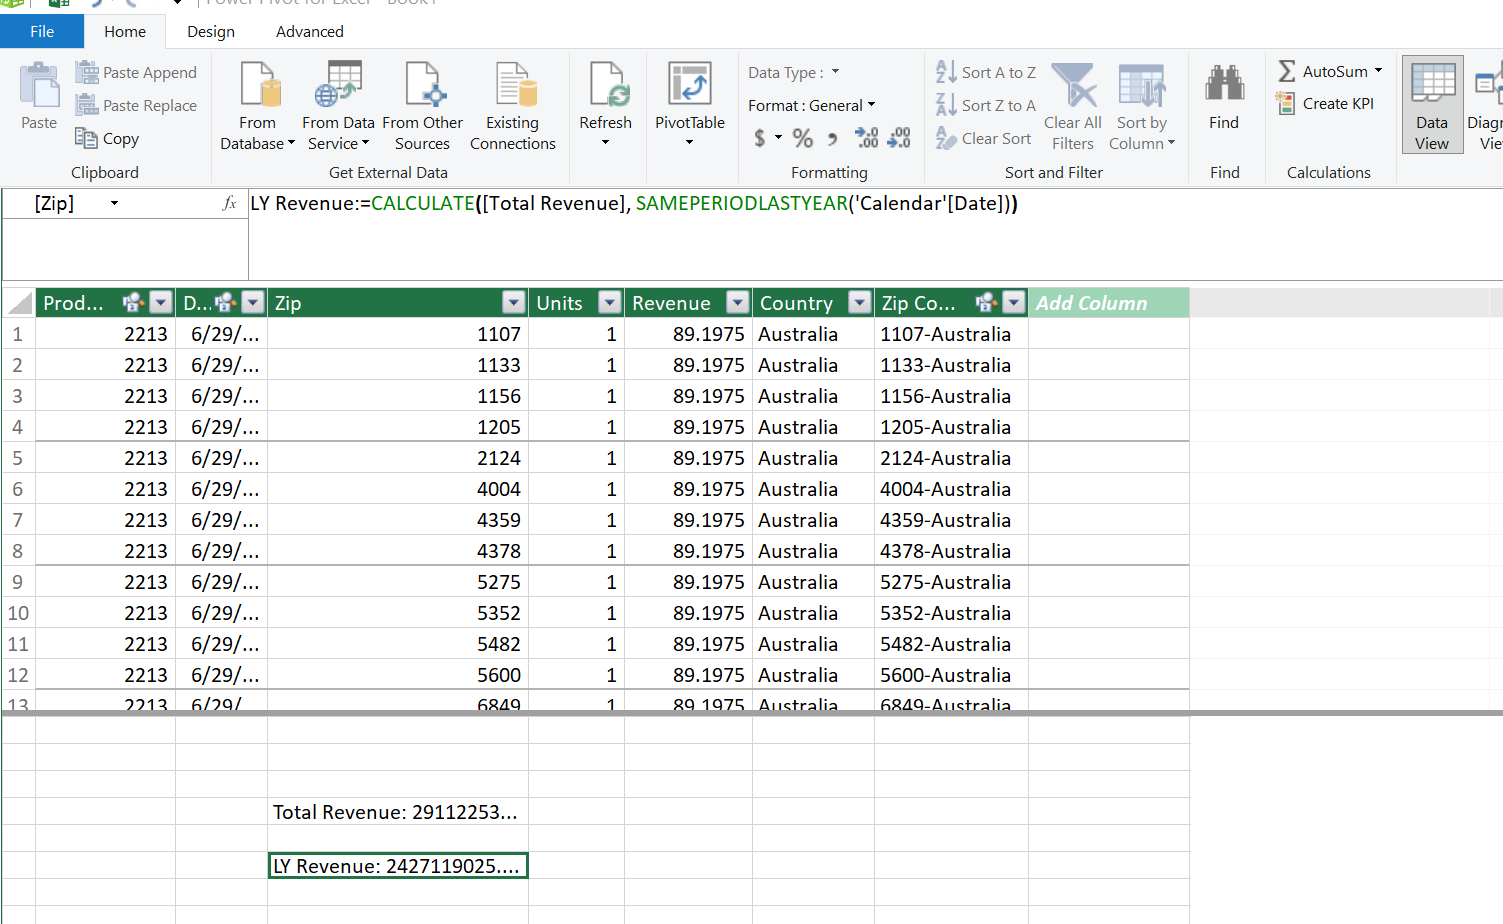 Power Pivot for Excel - Book1
File Home Design Advanced
Paste
Paste Append
Paste Replace
Copy
Clipboard
From Database
From Data Service
From Other Sources
Existing Connections
Get External Data
Refresh
PivotTable
Data Type :
Format : General
$ % , .00 .00
Formatting
Sort A to Z
Sort Z to A
Clear Sort
Clear All Filters
Sort by Column
Sort and Filter
Find
Find
AutoSum
Create KPI
Calculations
Data View
[Zip] fx LY Revenue:=CALCULATE([Total Revenue], SAMEPERIODLASTYEAR('Calendar'[Date]))
Prod... D... Zip Units Revenue Country Zip Co... Add Column
1 2213 6/29/... 1107 1 89.1975 Australia 1107-Australia
2 2213 6/29/... 1133 1 89.1975 Australia 1133-Australia
3 2213 6/29/... 1156 1 89.1975 Australia 1156-Australia
4 2213 6/29/... 1205 1 89.1975 Australia 1205-Australia
5 2213 6/29/... 2124 1 89.1975 Australia 2124-Australia
6 2213 6/29/... 4004 1 89.1975 Australia 4004-Australia
7 2213 6/29/... 4359 1 89.1975 Australia 4359-Australia
8 2213 6/29/... 4378 1 89.1975 Australia 4378-Australia
9 2213 6/29/... 5275 1 89.1975 Australia 5275-Australia
10 2213 6/29/... 5352 1 89.1975 Australia 5352-Australia
11 2213 6/29/... 5482 1 89.1975 Australia 5482-Australia
12 2213 6/29/... 5600 1 89.1975 Australia 5600-Australia
13 2213 6/29/ 6849 1 89.1975 Australia 6849-Australia
Total Revenue: 29112253...
LY Revenue: 2427119025....